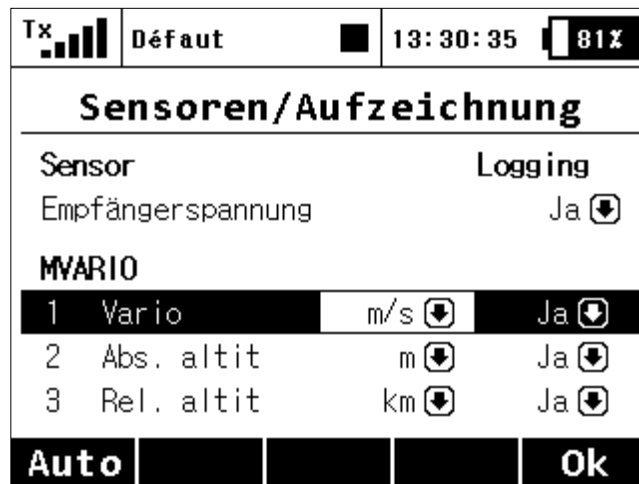 Tx Défaut 13:30:35 81%
Sensoren/Aufzeichnung
Sensor Logging
Empfängerspannung Ja
MVARIO
1 Vario m/s Ja
2 Abs. altit m Ja
3 Rel. altit km Ja
Auto Ok